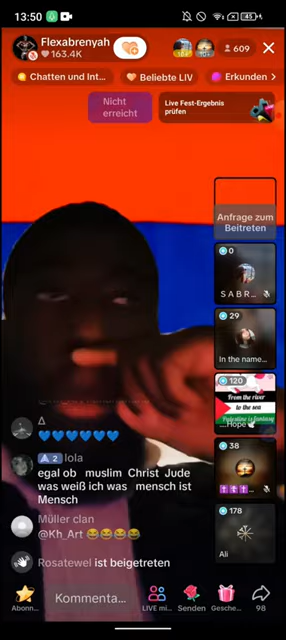 13:50
45
Flexabrenyah
163.4K
609
Chatten und Int...
Beliebte LIV
Erkunden
Nicht erreicht
Live Fest-Ergebnis prüfen
Anfrage zum Beitreten
0
S A B R...
29
In the name...
120
From the river
to the sea
...Hope
38
178
Ali
Δ
💙💙💙💙💙💙
2 lola
egal ob muslim Christ Jude
was weiß ich was mensch ist
Mensch
Müller clan
@Kh_Art 😂😂😂😂
Rosatewel ist beigetreten
Abonn...
Kommenta...
LIVE mi...
Senden
Gesche...
98